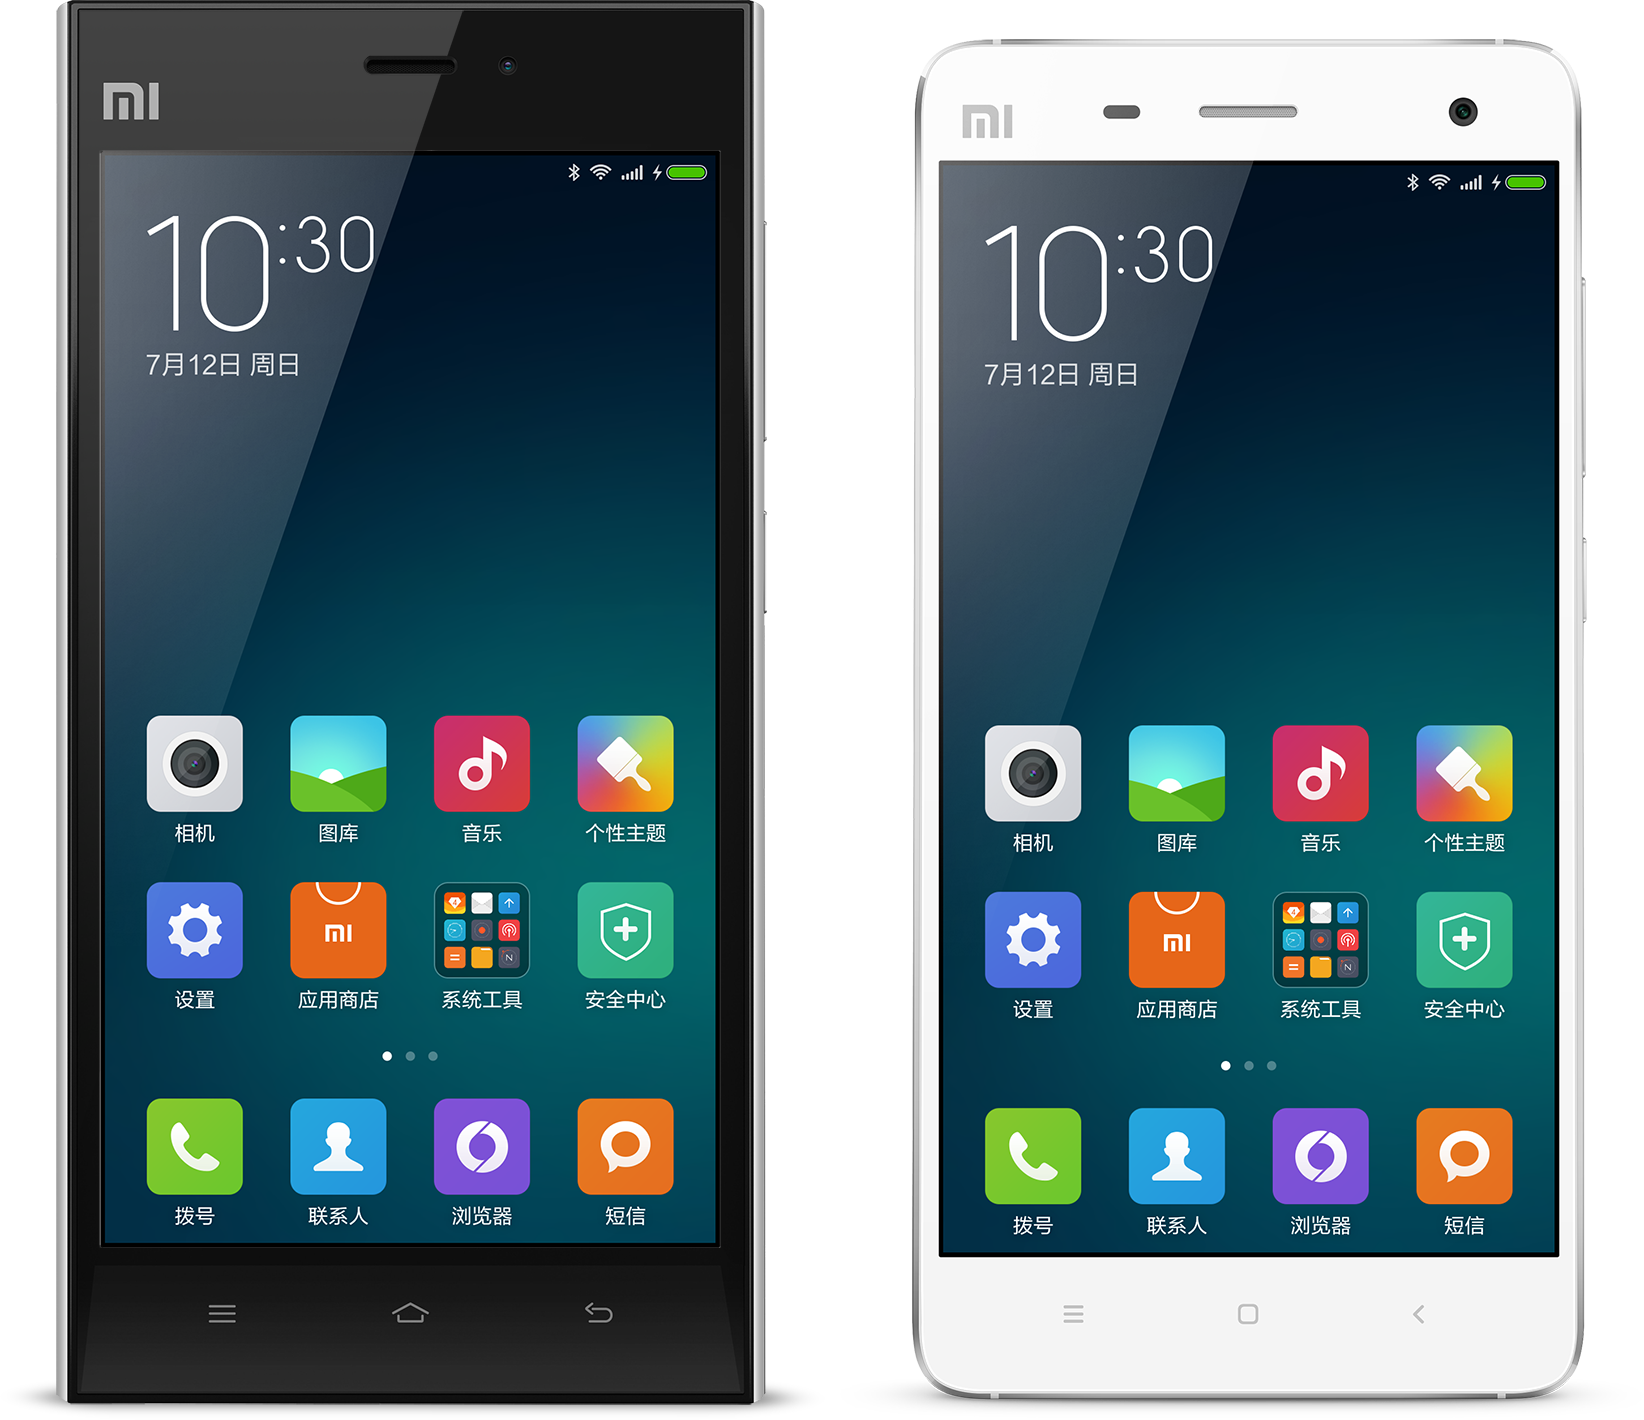 MI
10:30
7月12日 周日
相机
图库
音乐
个性主题
设置
MI
应用商店
系统工具
安全中心
拨号
联系人
浏览器
短信
MI
10:30
7月12日 周日
相机
图库
音乐
个性主题
设置
MI
应用商店
系统工具
安全中心
拨号
联系人
浏览器
短信